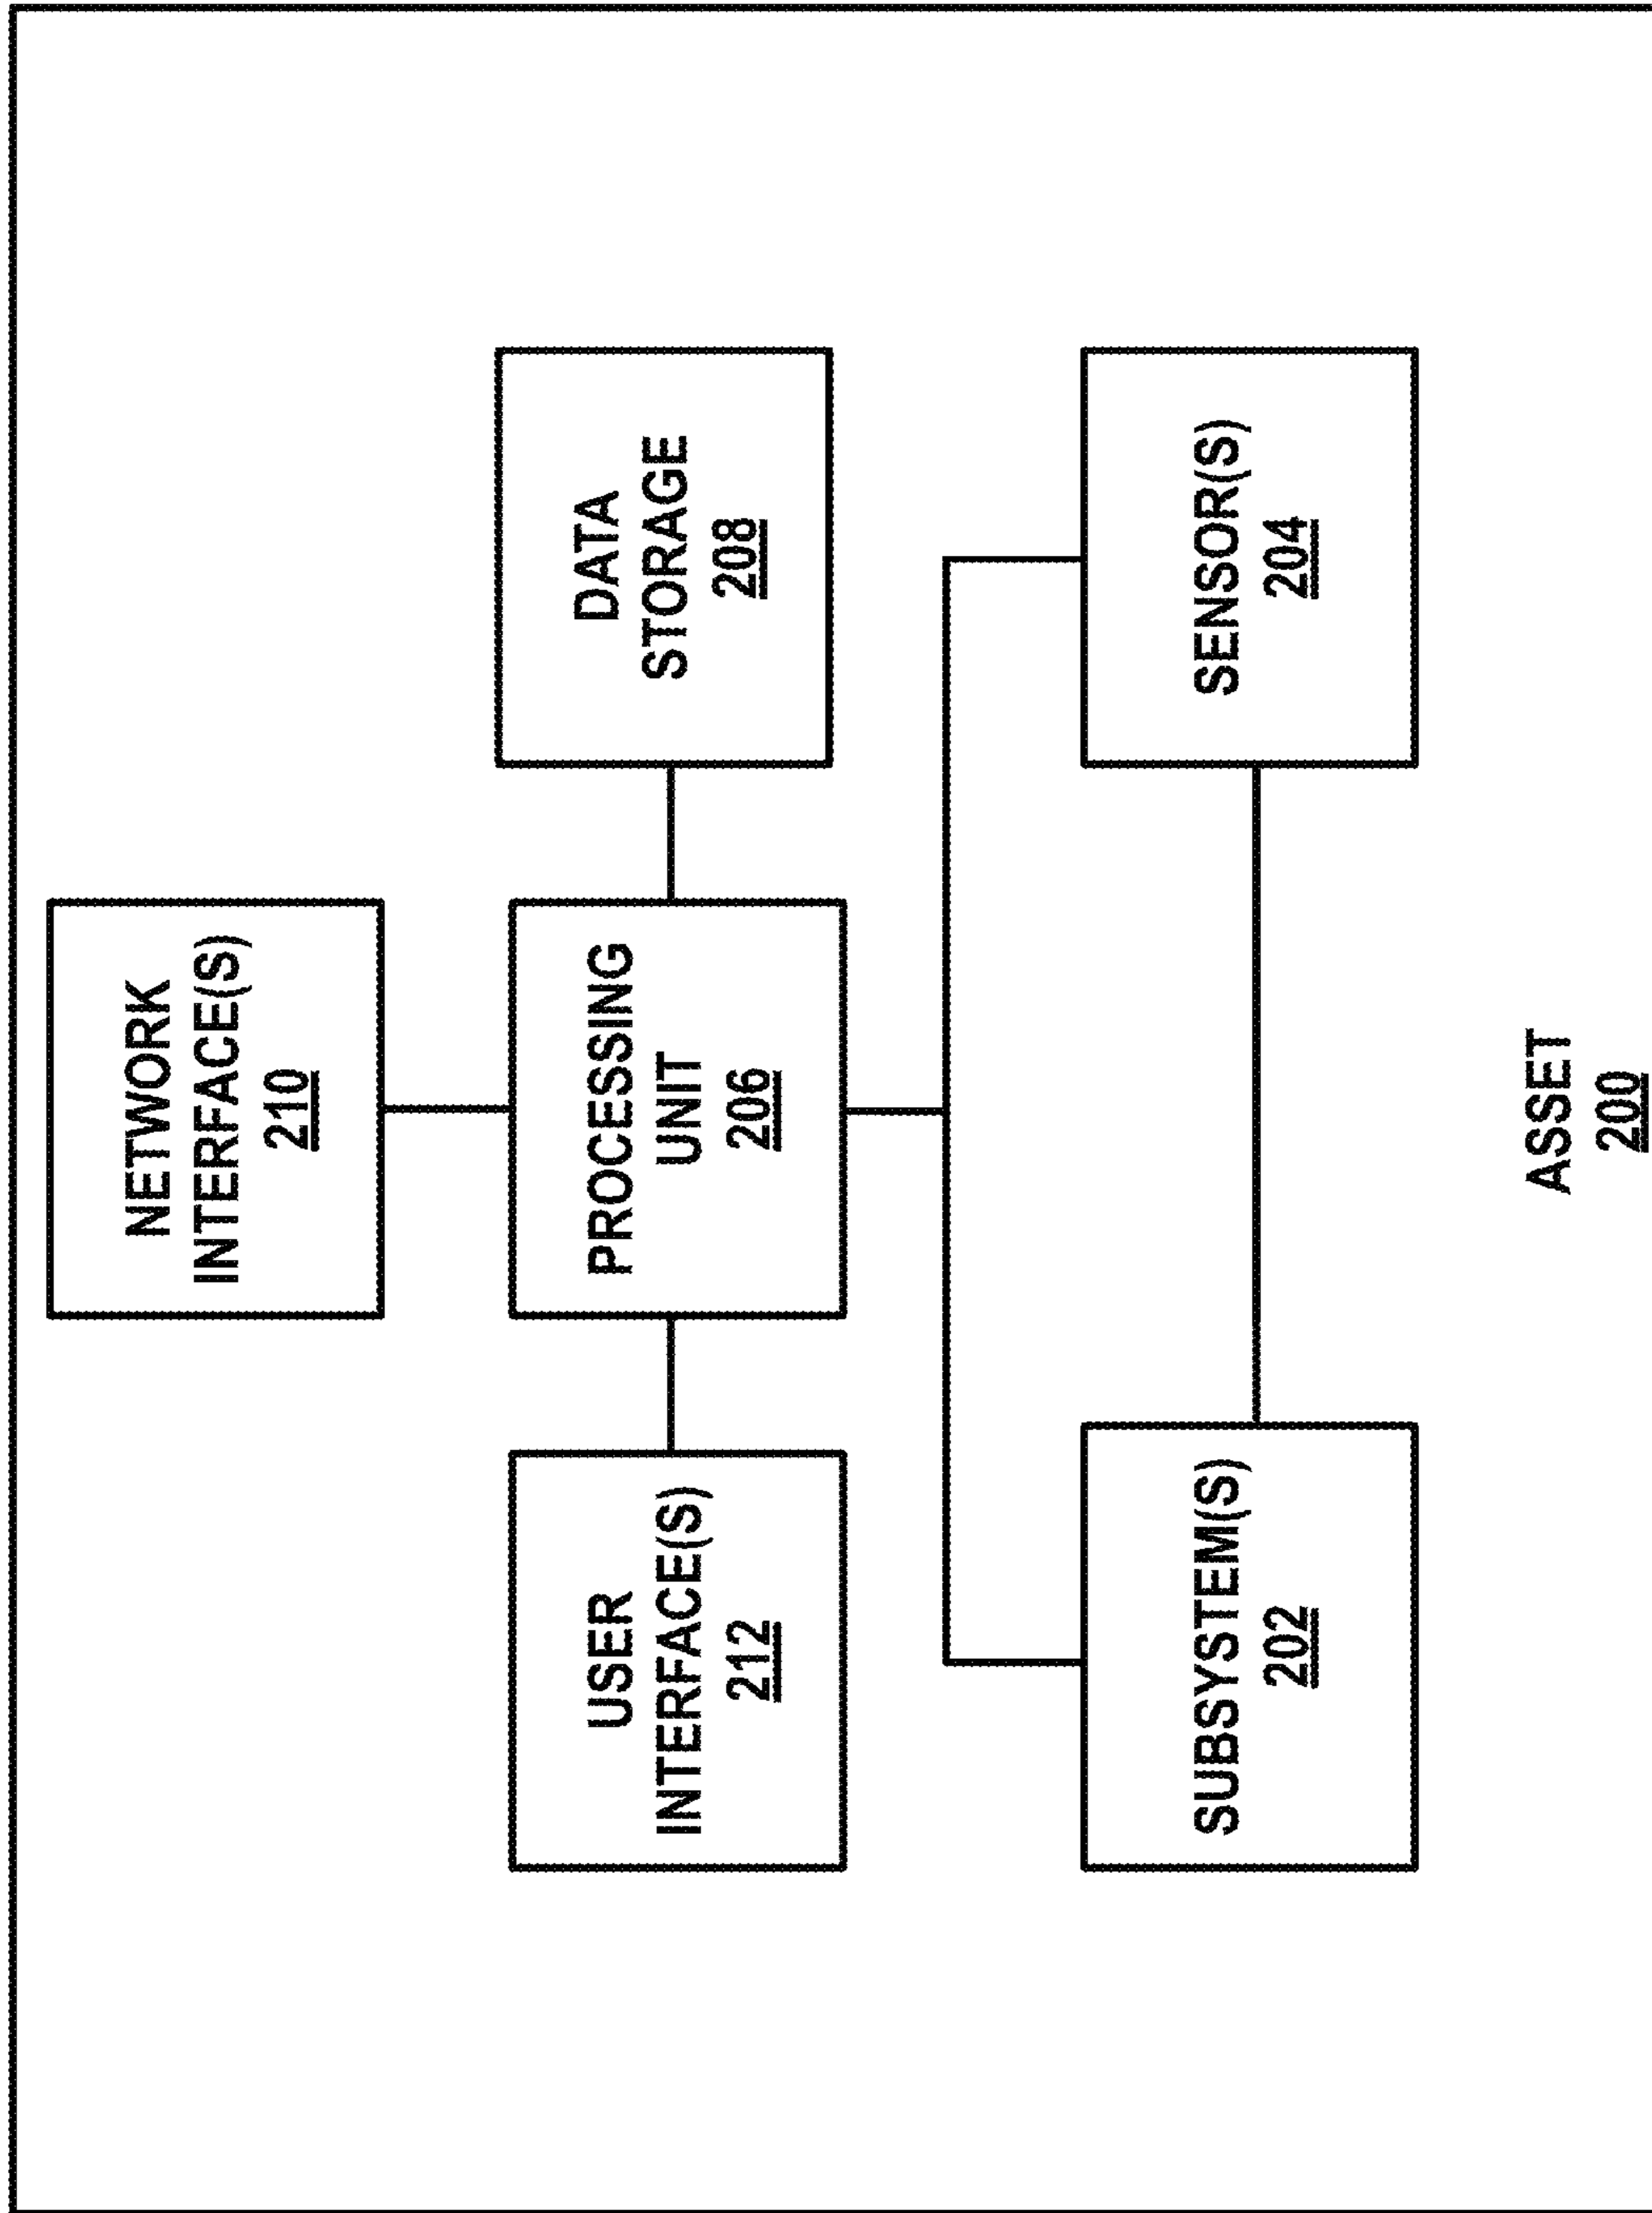 NETWORK
INTERFACE(S)
210
USER
INTERFACE(S)
212
PROCESSING
UNIT
206
DATA
STORAGE
208
SUBSYSTEM(S)
202
SENSOR(S)
204
ASSET
200